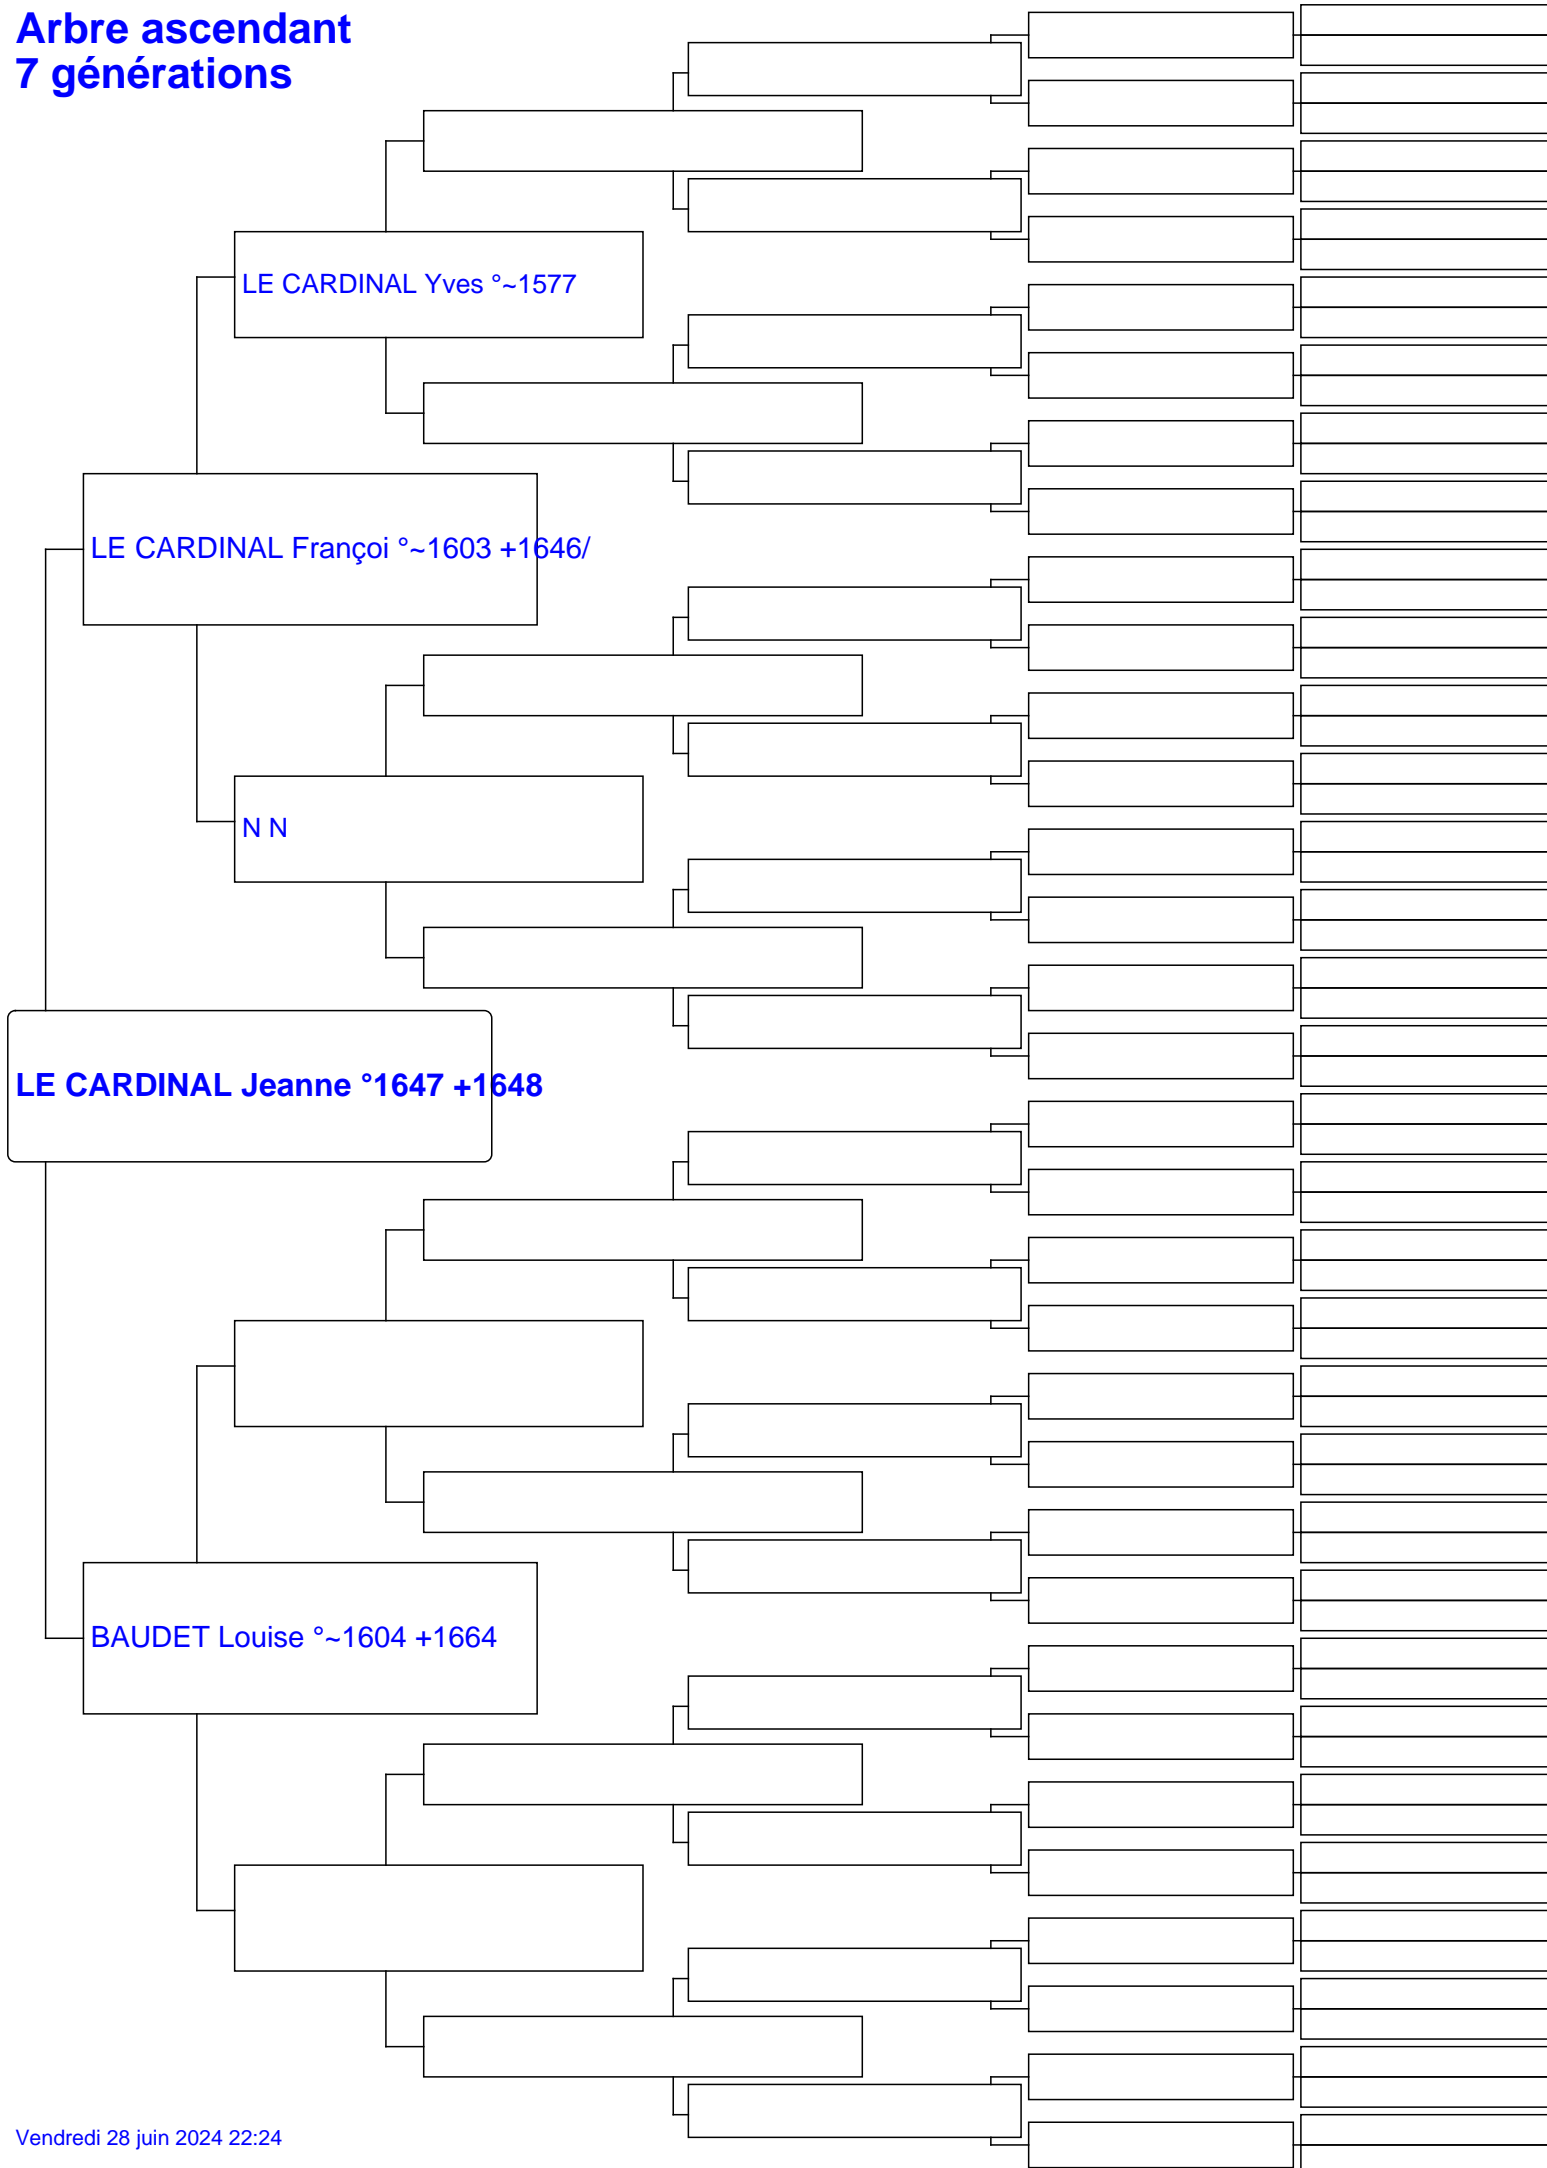 Arbre ascendant
7 générations
LE CARDINAL Yves °~1577
LE CARDINAL Françoi °~1603 +1646/
N N
LE CARDINAL Jeanne °1647 +1648
BAUDET Louise °~1604 +1664
Vendredi 28 juin 2024 22:24